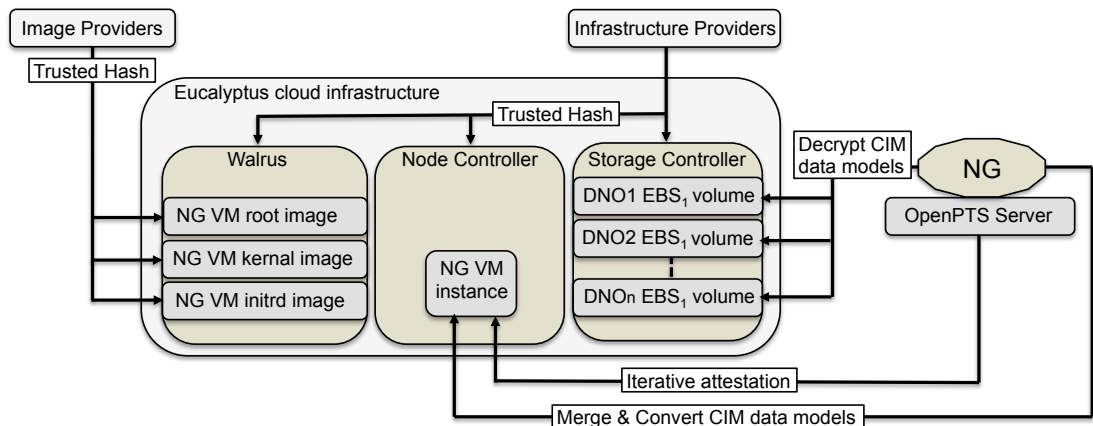 Image Providers
Infrastructure Providers
Trusted Hash
Eucalyptus cloud infrastructure
Trusted Hash
Walrus
Node Controller
Storage Controller
Decrypt CIM
data models
NG
OpenPTS Server
NG VM root image
NG VM kernal image
NG VM initrd image
NG VM
instance
DNO1 EBS₁ volume
DNO2 EBS₁ volume
DNOn EBS₁ volume
Iterative attestation
Merge & Convert CIM data models